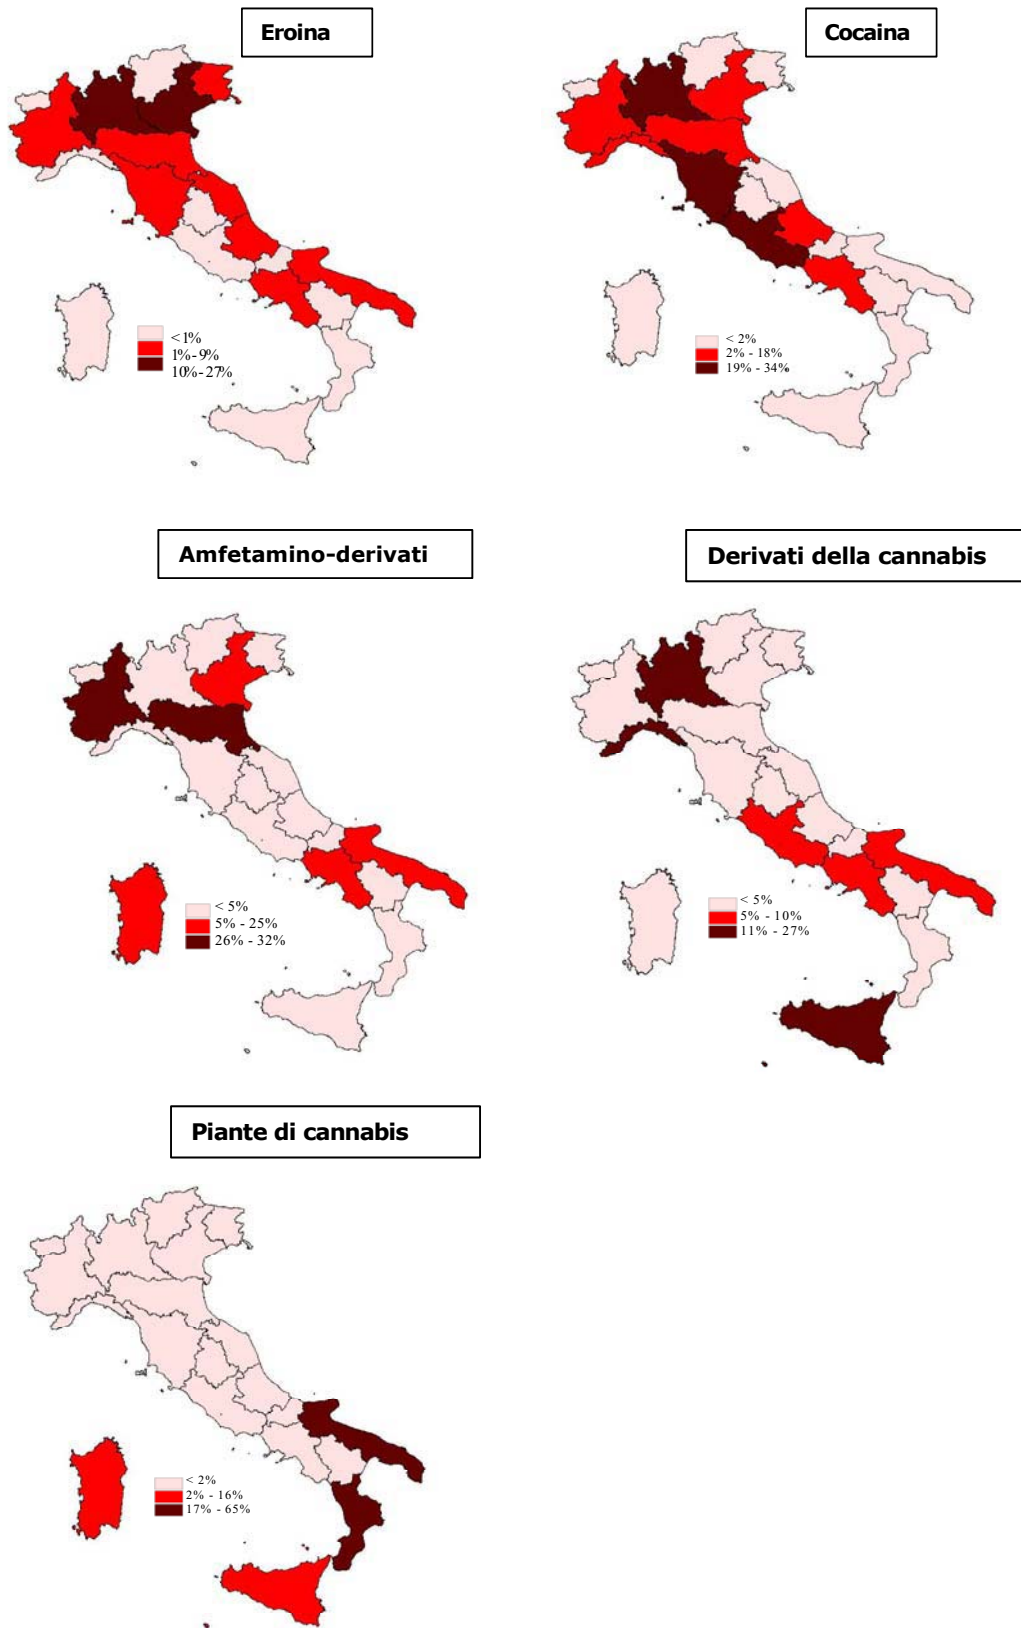 Eroina
Cocaina
< 1%
1%-9%
10%-27%
< 2%
2% - 18%
19% - 34%
Amfetamino-derivati
Derivati della cannabis
< 5%
5% - 25%
26% - 32%
< 5%
5% - 10%
11% - 27%
Piante di cannabis
< 2%
2% - 16%
17% - 65%